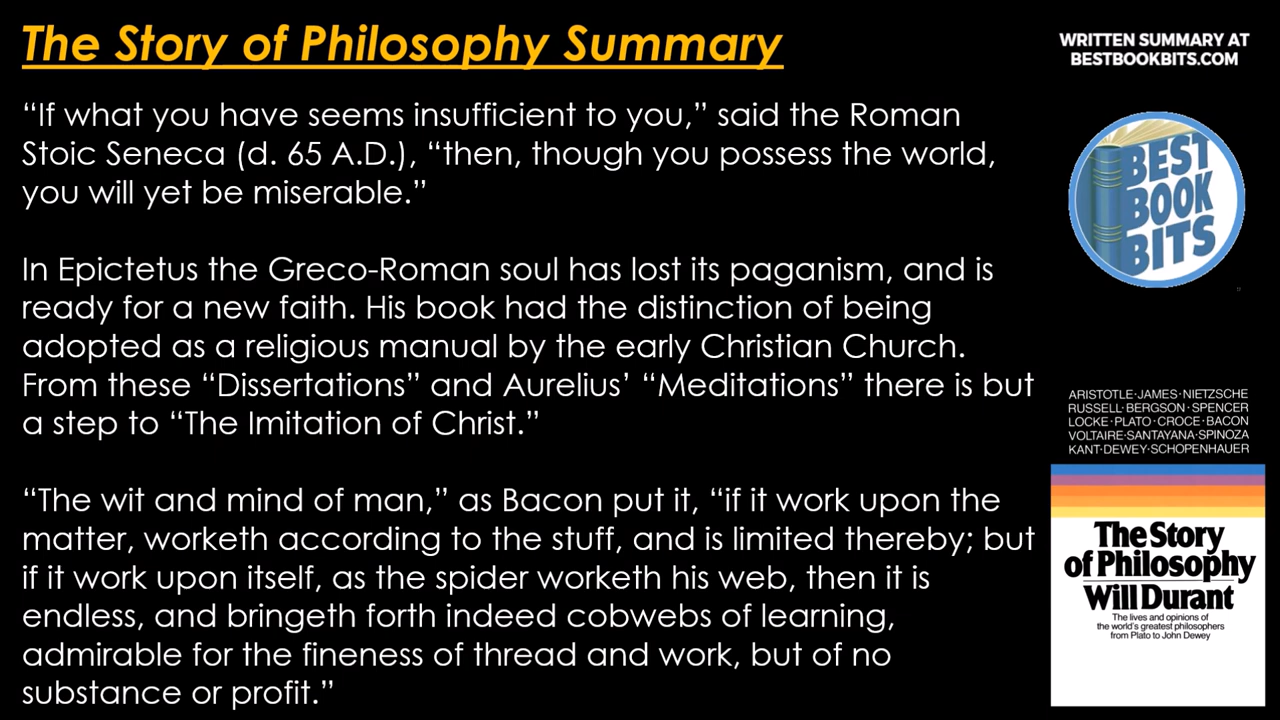 The Story of Philosophy Summary
WRITTEN SUMMARY AT
BESTBOOKBITS.COM
“If what you have seems insufficient to you,” said the Roman
Stoic Seneca (d. 65 A.D.), “then, though you possess the world,
you will yet be miserable.”
In Epictetus the Greco-Roman soul has lost its paganism, and is
ready for a new faith. His book had the distinction of being
adopted as a religious manual by the early Christian Church.
From these “Dissertations” and Aurelius’ “Meditations” there is but
a step to “The Imitation of Christ.”
“The wit and mind of man,” as Bacon put it, “if it work upon the
matter, worketh according to the stuff, and is limited thereby; but
if it work upon itself, as the spider worketh his web, then it is
endless, and bringeth forth indeed cobwebs of learning,
admirable for the fineness of thread and work, but of no
substance or profit.”
BEST
BOOK
BITS
ARISTOTLE·JAMES·NIETZSCHE
RUSSELL·BERGSON·SPENCER
LOCKE·PLATO·CROCE·BACON
VOLTAIRE·SANTAYANA·SPINOZA
KANT·DEWEY·SCHOPENHAUER
The Story
of Philosophy
Will Durant
The lives and opinions of
the world's greatest philosophers
from Plato to John Dewey